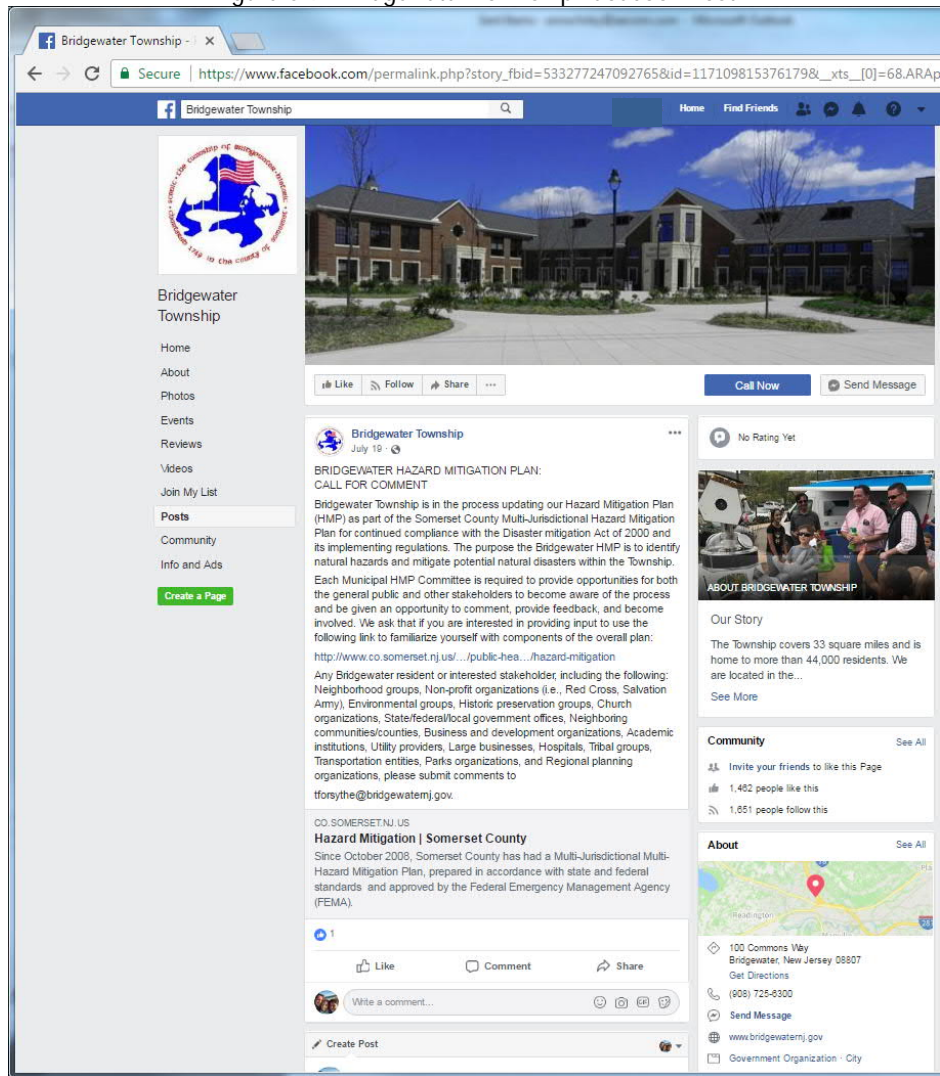 Bridgewater Township -
Secure | https://www.facebook.com/permalink.php?story_fbid=533277247092765&id=117109815376179&__xts__[0]=68.ARAp
Bridgewater Township
Home Find Friends
Bridgewater
Township
Home
About
Photos
Events
Reviews
Videos
Join My List
Posts
Community
Info and Ads
Create a Page
Like Follow Share ...
Call Now Send Message
Bridgewater Township
July 19 ·
BRIDGEWATER HAZARD MITIGATION PLAN:
CALL FOR COMMENT
Bridgewater Township is in the process updating our Hazard Mitigation Plan
(HMP) as part of the Somerset County Multi-Jurisdictional Hazard Mitigation
Plan for continued compliance with the Disaster mitigation Act of 2000 and
its implementing regulations. The purpose the Bridgewater HMP is to identify
natural hazards and mitigate potential natural disasters within the Township.
Each Municipal HMP Committee is required to provide opportunities for both
the general public and other stakeholders to become aware of the process
and be given an opportunity to comment, provide feedback, and become
involved. We ask that if you are interested in providing input to use the
following link to familiarize yourself with components of the overall plan:
http://www.co.somerset.nj.us/…/public-hea…/hazard-mitigation
Any Bridgewater resident or interested stakeholder, including the following:
Neighborhood groups, Non-profit organizations (i.e., Red Cross, Salvation
Army), Environmental groups, Historic preservation groups, Church
organizations, State/federal/local government offices, Neighboring
communities/counties, Business and development organizations, Academic
institutions, Utility providers, Large businesses, Hospitals, Tribal groups,
Transportation entities, Parks organizations, and Regional planning
organizations, please submit comments to
tforsythe@bridgewaternj.gov.
CO.SOMERSET.NJ.US
Hazard Mitigation | Somerset County
Since October 2008, Somerset County has had a Multi-Jurisdictional Multi-
Hazard Mitigation Plan, prepared in accordance with state and federal
standards and approved by the Federal Emergency Management Agency
(FEMA).
1
Like Comment Share
Write a comment...
Create Post
No Rating Yet
ABOUT BRIDGEWATER TOWNSHIP
Our Story
The Township covers 33 square miles and is
home to more than 44,000 residents. We
are located in the...
See More
Community See All
Invite your friends to like this Page
1,462 people like this
1,651 people follow this
About See All
Readington
100 Commons Way
Bridgewater, New Jersey 08807
Get Directions
(908) 725-6300
Send Message
www.bridgewaternj.gov
Government Organization · City